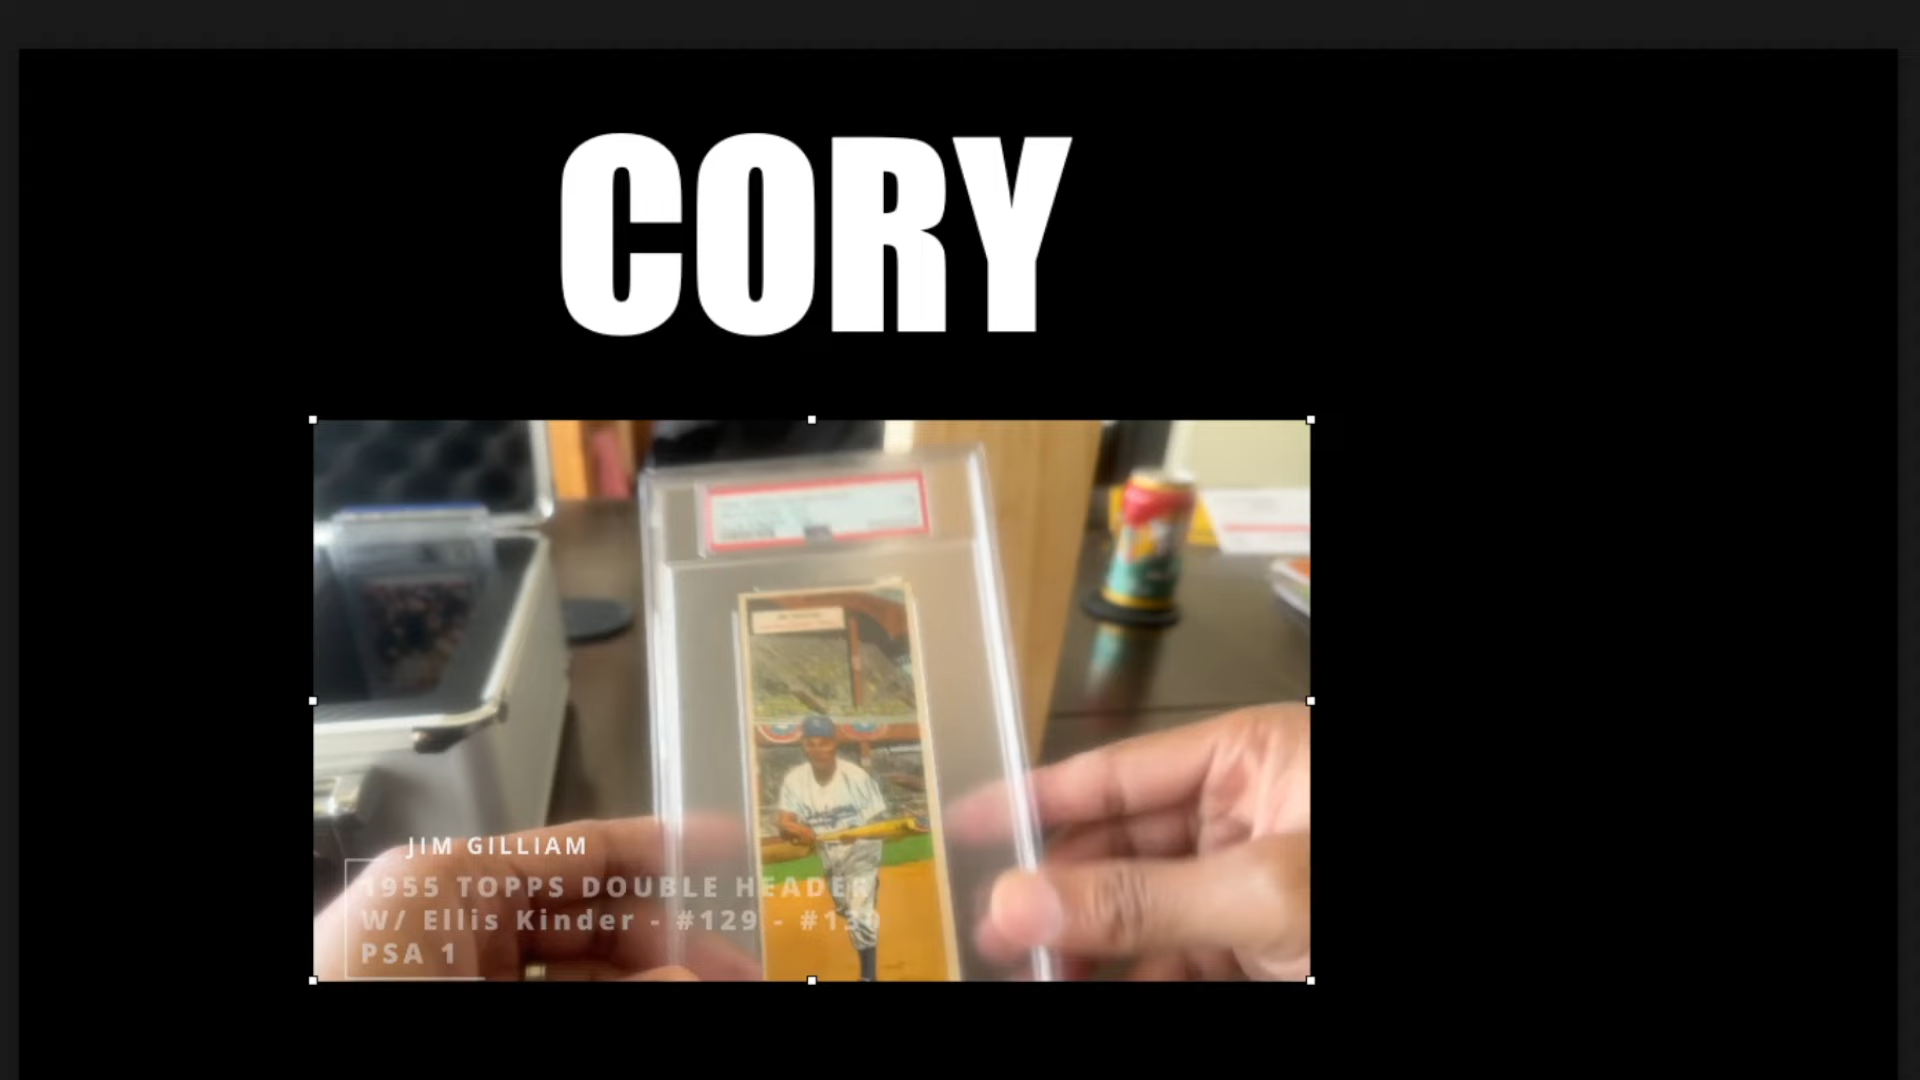 CORY
JIM GILLIAM
1955 TOPPS DOUBLE HEADER
W/ Ellis Kinder - #129 - #130
PSA 1